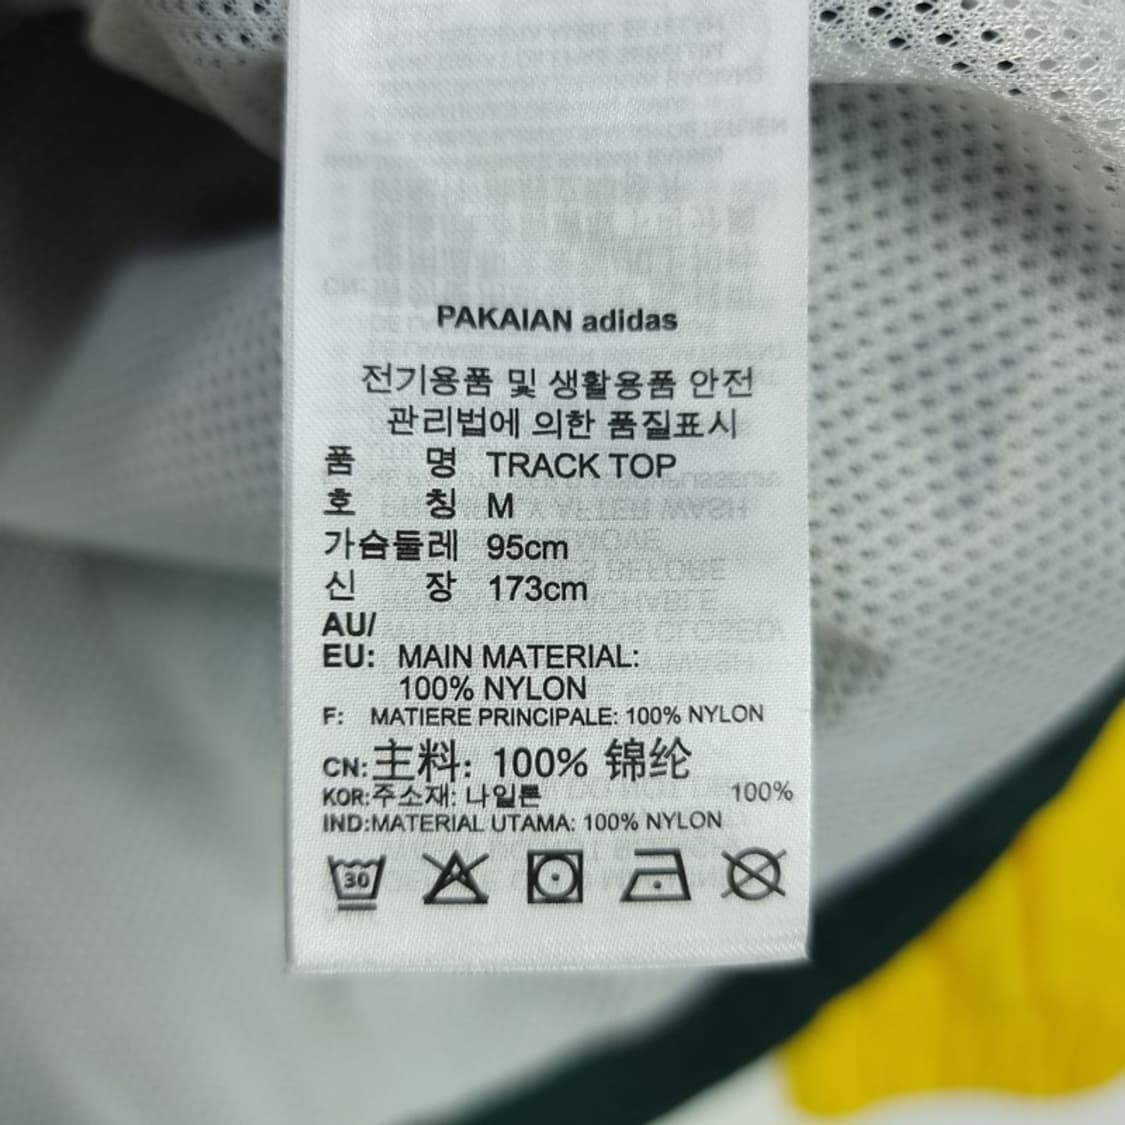 PAKAIAN adidas
전기용품 및 생활용품 안전
관리법에 의한 품질표시
품 명 TRACK TOP
호 칭 M
가슴둘레 95cm
신 장 173cm
AU/
EU: MAIN MATERIAL:
100% NYLON
F: MATIERE PRINCIPALE: 100% NYLON
CN:主料: 100% 锦纶
KOR:주소재: 나일론 100%
IND:MATERIAL UTAMA: 100% NYLON
30